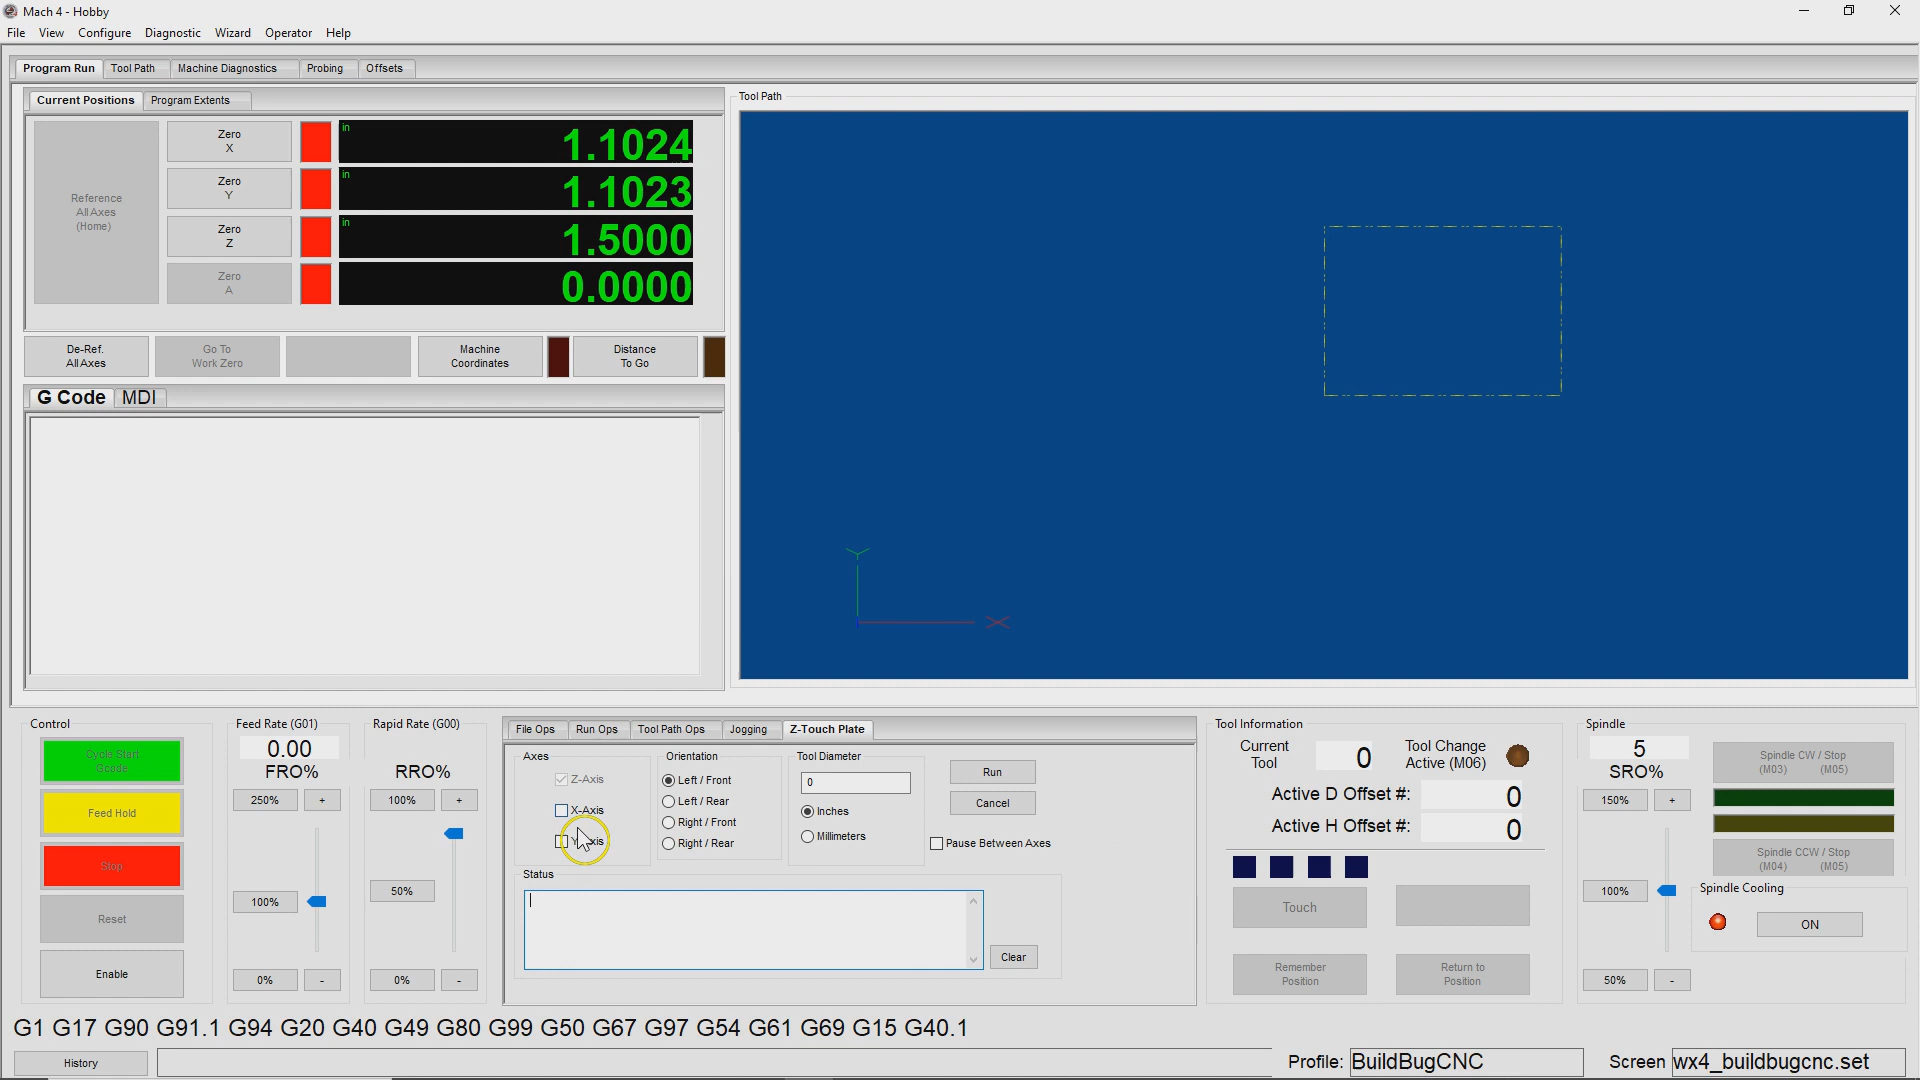 Mach 4 - Hobby
File View Configure Diagnostic Wizard Operator Help
Program Run Tool Path Machine Diagnostics Probing Offsets
Current Positions Program Extents
Tool Path
Reference
All Axes
(Home)
Zero
X
in
1.1024
Zero
Y
in
1.1023
Zero
Z
in
1.5000
Zero
A
0.0000
De-Ref.
All Axes
Go To
Work Zero
Machine
Coordinates
Distance
To Go
G Code MDI
Control
Cycle Start
Gcode
Feed Hold
Stop
Reset
Enable
Feed Rate (G01)
0.00
FRO%
250% +
100%
0% -
Rapid Rate (G00)
RRO%
100% +
50%
0% -
File Ops Run Ops Tool Path Ops Jogging Z-Touch Plate
Axes
Z-Axis
X-Axis
Orientation
Left / Front
Left / Rear
Right / Front
Right / Rear
Tool Diameter
0
Inches
Millimeters
Run
Cancel
Pause Between Axes
Status
Clear
Tool Information
Current
Tool
0
Tool Change
Active (M06)
Active D Offset #: 0
Active H Offset #: 0
Touch
Remember
Position
Return to
Position
Spindle
5
SRO%
150% +
100%
50% -
Spindle CW / Stop
(M03) (M05)
Spindle CCW / Stop
(M04) (M05)
Spindle Cooling
ON
G1 G17 G90 G91.1 G94 G20 G40 G49 G80 G99 G50 G67 G97 G54 G61 G69 G15 G40.1
History
Profile: BuildBugCNC
Screen wx4_buildbugcnc.set